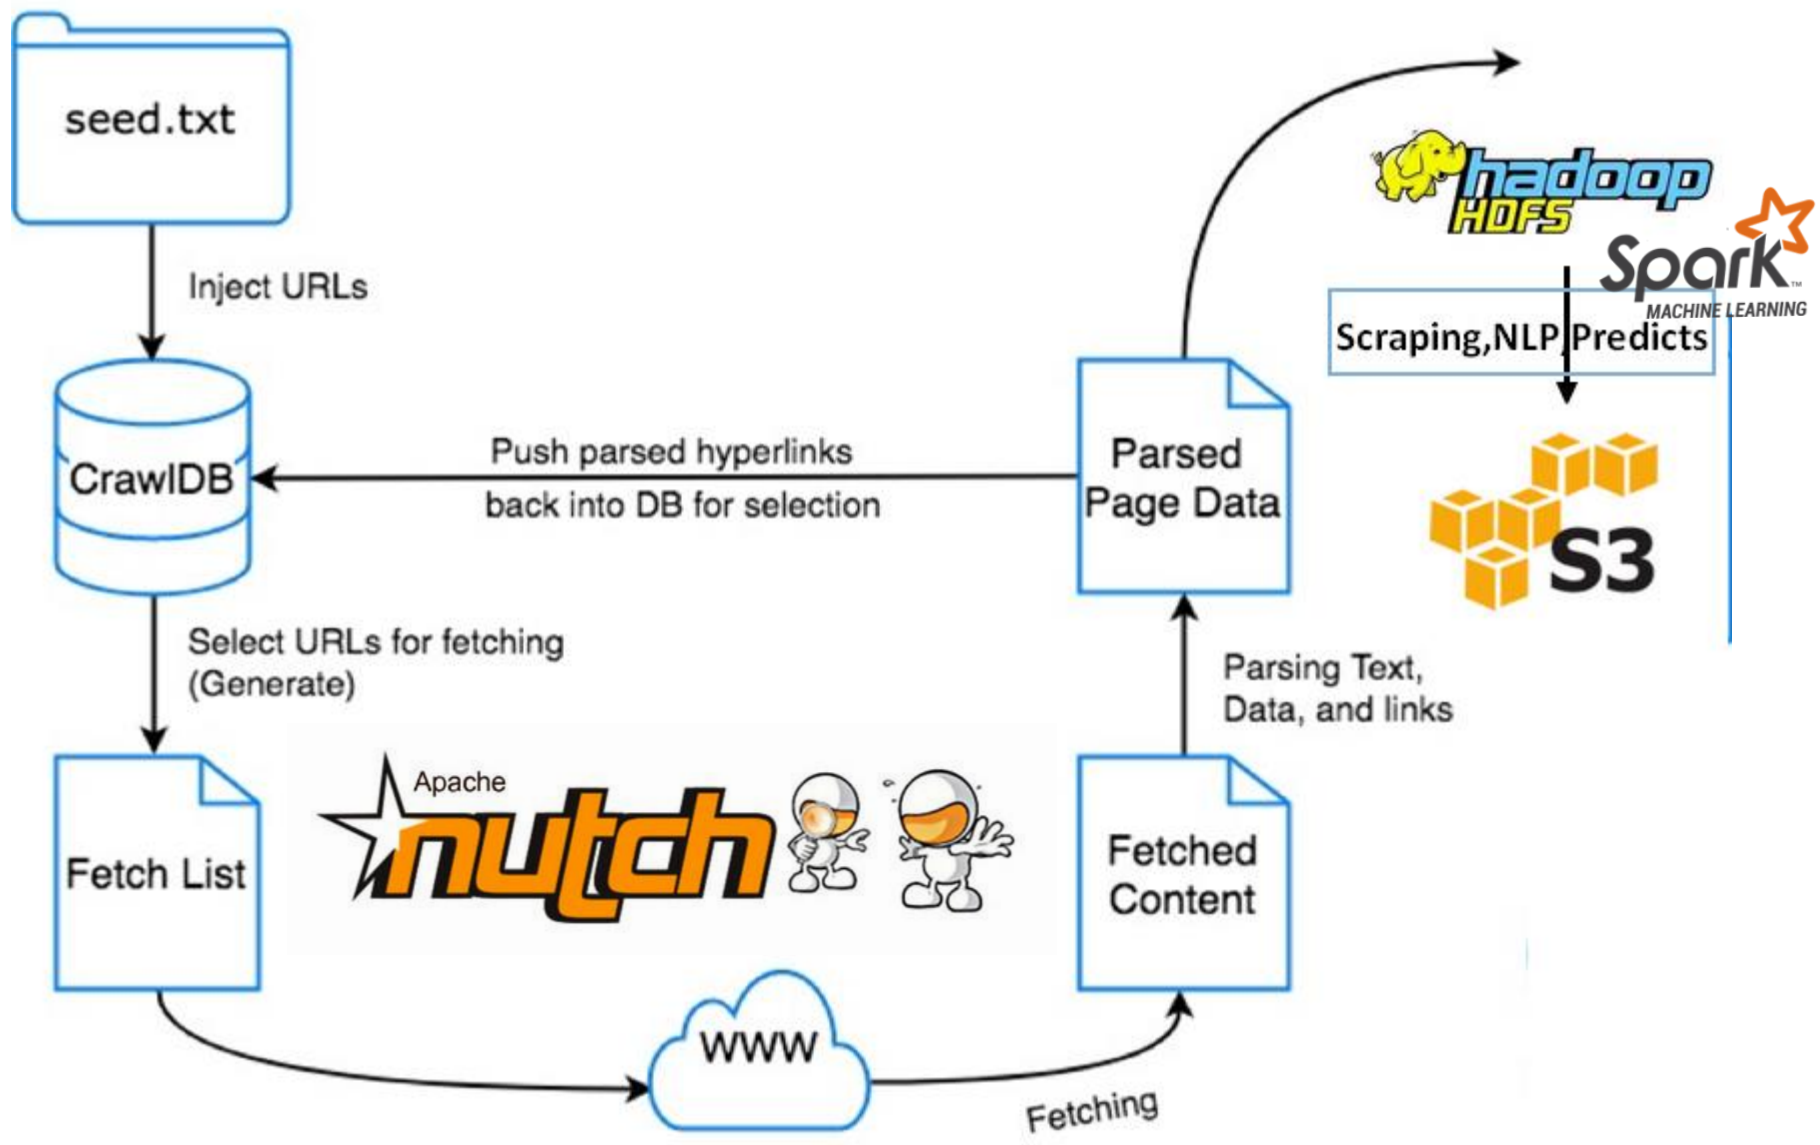 seed.txt
Inject URLs
CrawlDB
Push parsed hyperlinks
back into DB for selection
Select URLs for fetching
(Generate)
Fetch List
Apache
nutch
WWW
Fetching
Fetched
Content
Parsing Text,
Data, and links
Parsed
Page Data
hadoop
HDFS
Spark™
MACHINE LEARNING
Scraping,NLP,Predicts
S3